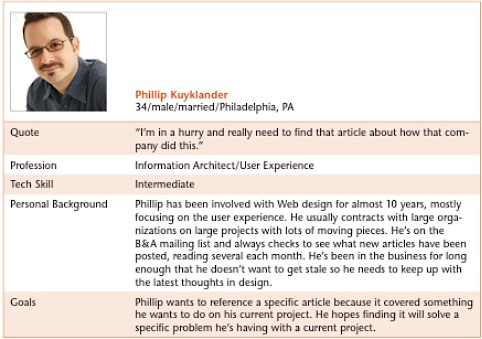 Phillip Kuyklander
34/male/married/Philadelphia, PA
Quote
“I’m in a hurry and really need to find that article about how that com-
pany did this.”
Profession
Information Architect/User Experience
Tech Skill
Intermediate
Personal Background
Phillip has been involved with Web design for almost 10 years, mostly
focusing on the user experience. He usually contracts with large orga-
nizations on large projects with lots of moving pieces. He’s on the
B&A mailing list and always checks to see what new articles have been
posted, reading several each month. He’s been in the business for long
enough that he doesn’t want to get stale so he needs to keep up with
the latest thoughts in design.
Goals
Phillip wants to reference a specific article because it covered something
he wants to do on his current project. He hopes finding it will solve a
specific problem he’s having with a current project.